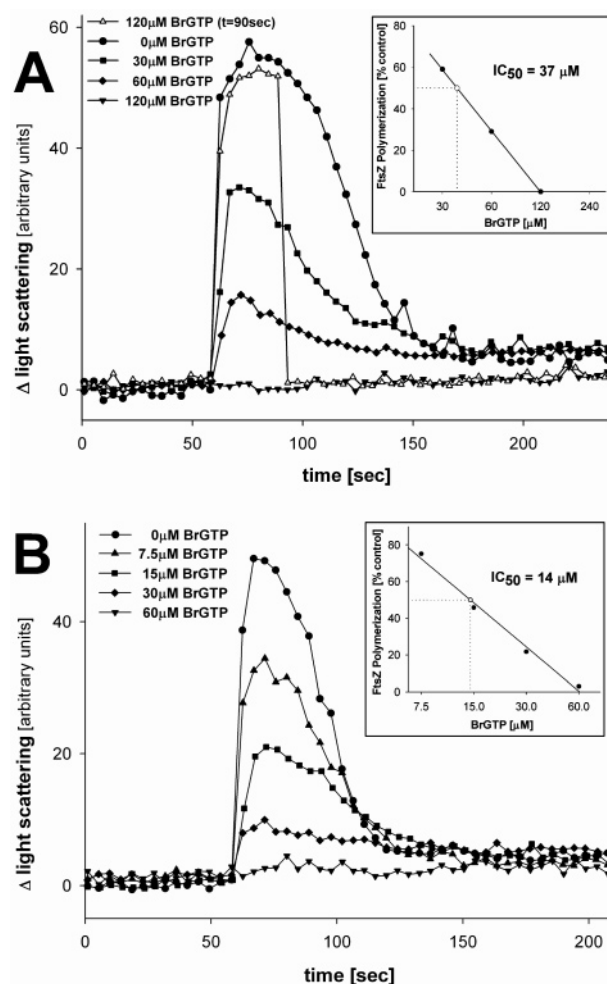 A
120μM BrGTP (t=90sec)
0μM BrGTP
30μM BrGTP
60μM BrGTP
120μM BrGTP
Δ light scattering [arbitrary units]
60
40
20
0
0 50 100 150 200
time [sec]
FtsZ Polymerization [% control]
80
60
40
20
0
IC50 = 37 μM
30 60 120 240
BrGTP [μM]
B
0μM BrGTP
7.5μM BrGTP
15μM BrGTP
30μM BrGTP
60μM BrGTP
Δ light scattering [arbitrary units]
40
20
0
0 50 100 150 200
time [sec]
FtsZ Polymerization [% control]
100
80
60
40
20
0
IC50 = 14 μM
7.5 15.0 30.0 60.0
BrGTP [μM]